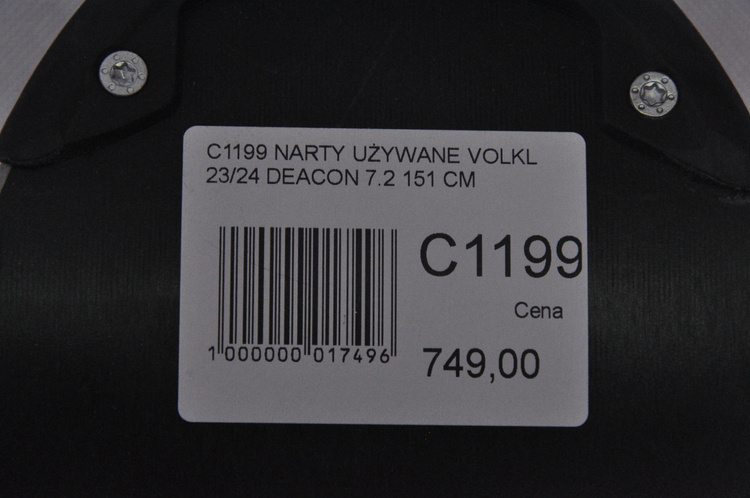 C1199 NARTY UŻYWANE VOLKL
23/24 DEACON 7.2 151 CM
C1199
Cena
749,00
1 000000 017496